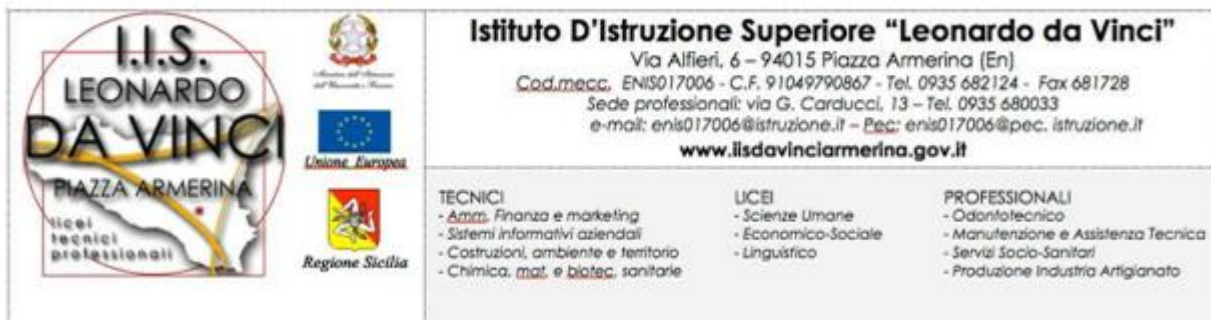 I.I.S.
LEONARDO
DA VINCI
PIAZZA ARMERINA
licei
tecnici
professionali
Unione Europea
Regione Sicilia
Istituto D'Istruzione Superiore “Leonardo da Vinci”
Via Alfieri, 6 – 94015 Piazza Armerina (En)
Cod.mecc. ENIS017006 - C.F. 91049790867 - Tel. 0935 682124 - Fax 681728
Sede professionali: via G. Carducci, 13 – Tel. 0935 680033
e-mail: enis017006@istruzione.it – Pec: enis017006@pec. istruzione.it
www.iisdavinciarmerina.gov.it
TECNICI
- Amm. Finanza e marketing
- Sistemi informativi aziendali
- Costruzioni, ambiente e territorio
- Chimica, mat. e biotec. sanitarie
LICEI
- Scienze Umane
- Economico-Sociale
- Linguistico
PROFESSIONALI
- Odontotecnico
- Manutenzione e Assistenza Tecnica
- Servizi Socio-Sanitari
- Produzione Industria Artigianato